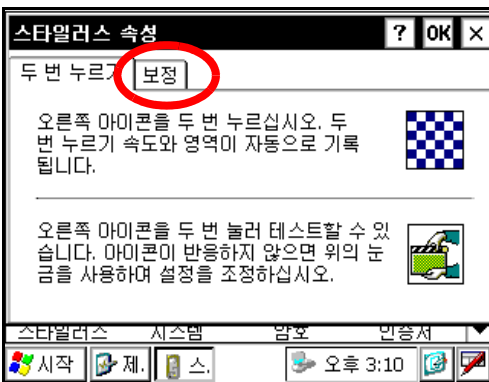 스타일러스 속성 ? OK ×
두 번 누르기 보정
오른쪽 아이콘을 두 번 누르십시오. 두
번 누르기 속도와 영역이 자동으로 기록
됩니다.
오른쪽 아이콘을 두 번 눌러 테스트할 수 있
습니다. 아이콘이 반응하지 않으면 위의 눈
금을 사용하여 설정을 조정하십시오.
스타일러스 시스템 암호 인증서
시작 제. 스. 오후 3:10